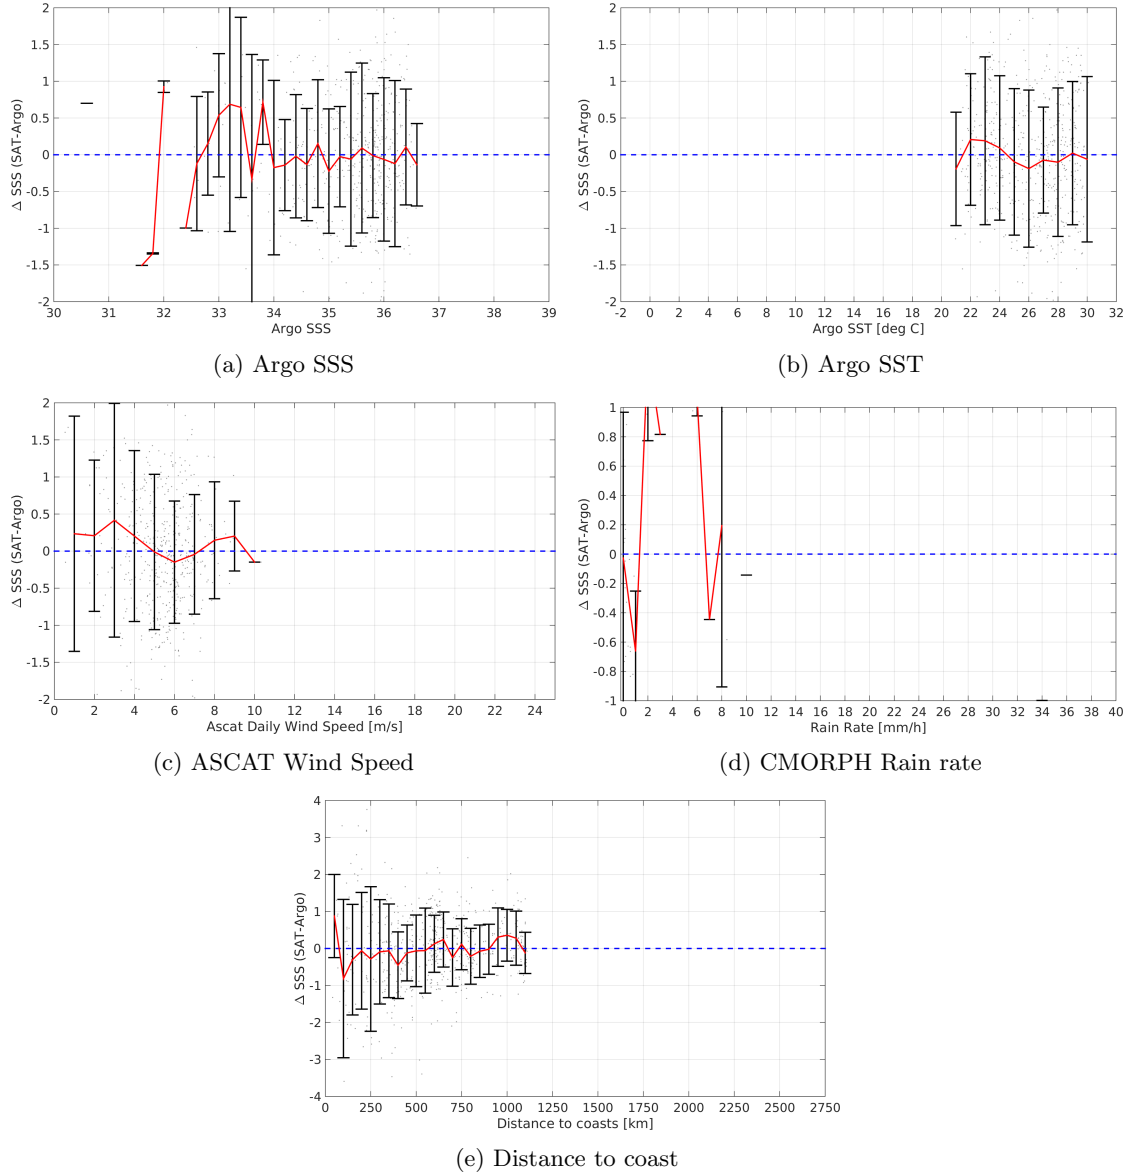 2
1.5
1
0.5
0
-0.5
-1
-1.5
-2
Δ SSS (SAT-Argo)
30 31 32 33 34 35 36 37 38 39
Argo SSS
(a) Argo SSS
2
1.5
1
0.5
0
-0.5
-1
-1.5
-2
Δ SSS (SAT-Argo)
-2 0 2 4 6 8 10 12 14 16 18 20 22 24 26 28 30 32
Argo SST [deg C]
(b) Argo SST
2
1.5
1
0.5
0
-0.5
-1
-1.5
-2
Δ SSS (SAT-Argo)
0 2 4 6 8 10 12 14 16 18 20 22 24
Ascat Daily Wind Speed [m/s]
(c) ASCAT Wind Speed
1
0.8
0.6
0.4
0.2
0
-0.2
-0.4
-0.6
-0.8
-1
Δ SSS (SAT-Argo)
0 2 4 6 8 10 12 14 16 18 20 22 24 26 28 30 32 34 36 38 40
Rain Rate [mm/h]
(d) CMORPH Rain rate
4
3
2
1
0
-1
-2
-3
-4
Δ SSS (SAT-Argo)
0 250 500 750 1000 1250 1500 1750 2000 2250 2500 2750
Distance to coasts [km]
(e) Distance to coast